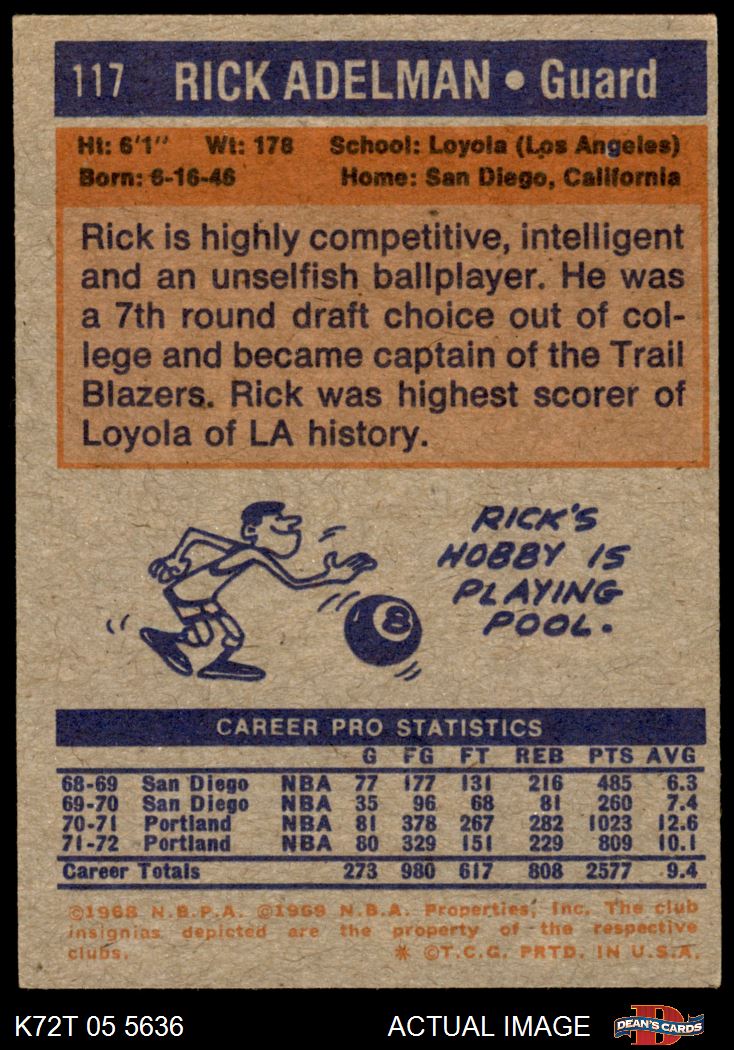 117 RICK ADELMAN • Guard
Ht: 6'1" Wt: 178 School: Loyola (Los Angeles)
Born: 6-16-46 Home: San Diego, California
Rick is highly competitive, intelligent
and an unselfish ballplayer. He was
a 7th round draft choice out of col-
lege and became captain of the Trail
Blazers. Rick was highest scorer of
Loyola of LA history.
RICK'S
HOBBY IS
PLAYING
POOL.
8
CAREER PRO STATISTICS
G FG FT REB PTS AVG
68-69 San Diego NBA 77 177 131 216 485 6.3
69-70 San Diego NBA 35 96 68 81 260 7.4
70-71 Portland NBA 81 378 267 282 1023 12.6
71-72 Portland NBA 80 329 151 229 809 10.1
Career Totals 273 980 617 808 2577 9.4
©1968 N.B.P.A. ©1969 N.B.A. Properties, Inc. The club
insignias depicted are the property of the respective
clubs. * ©T.C.G. PRTD. IN U.S.A.
K72T 05 5636 ACTUAL IMAGE D DEAN'S CARDS